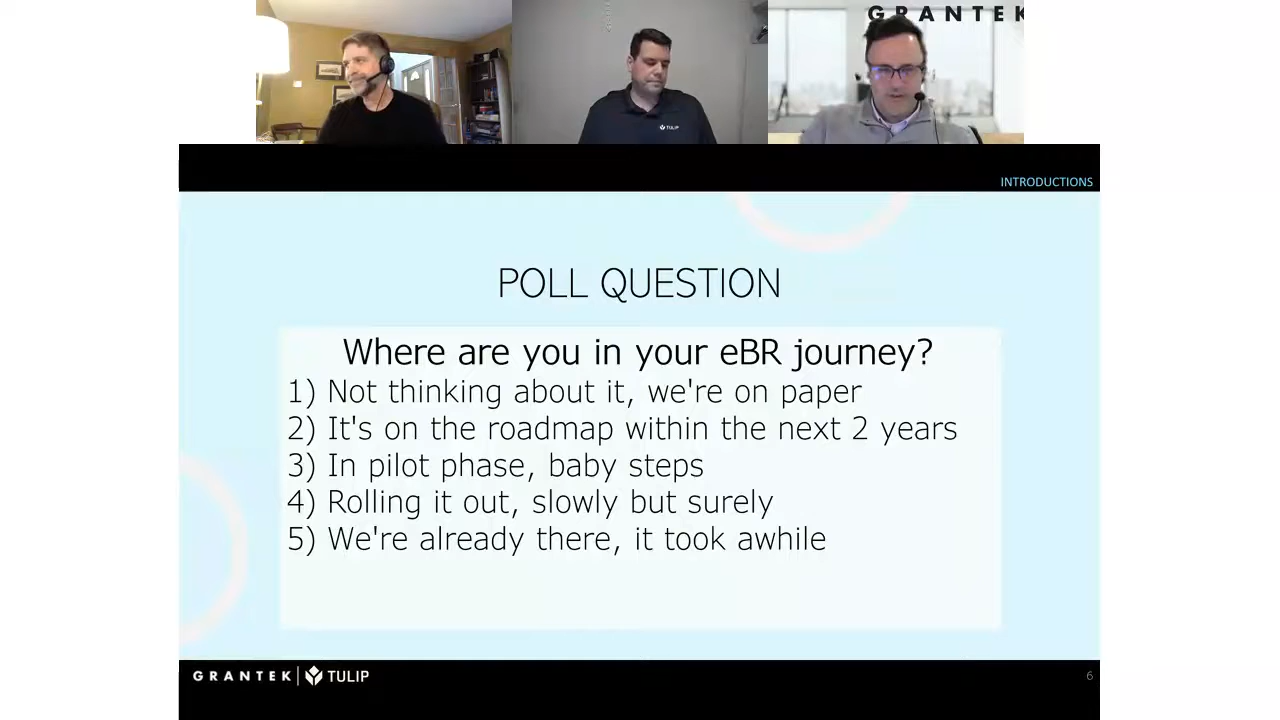 GRANTEK
TULIP
INTRODUCTIONS
POLL QUESTION
Where are you in your eBR journey?
1) Not thinking about it, we're on paper
2) It's on the roadmap within the next 2 years
3) In pilot phase, baby steps
4) Rolling it out, slowly but surely
5) We're already there, it took awhile
GRANTEK | TULIP
6